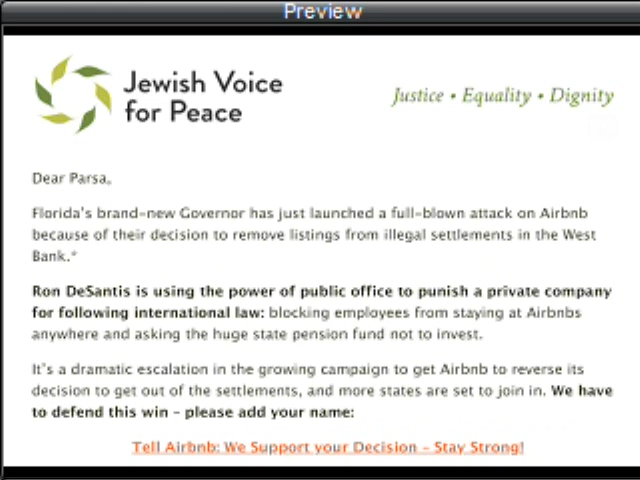 Preview
Jewish Voice
for Peace
Justice • Equality • Dignity
Dear Parsa,
Florida's brand-new Governor has just launched a full-blown attack on Airbnb
because of their decision to remove listings from illegal settlements in the West
Bank.*
Ron DeSantis is using the power of public office to punish a private company
for following international law: blocking employees from staying at Airbnbs
anywhere and asking the huge state pension fund not to invest.
It's a dramatic escalation in the growing campaign to get Airbnb to reverse its
decision to get out of the settlements, and more states are set to join in. We have
to defend this win - please add your name:
Tell Airbnb: We Support your Decision - Stay Strong!